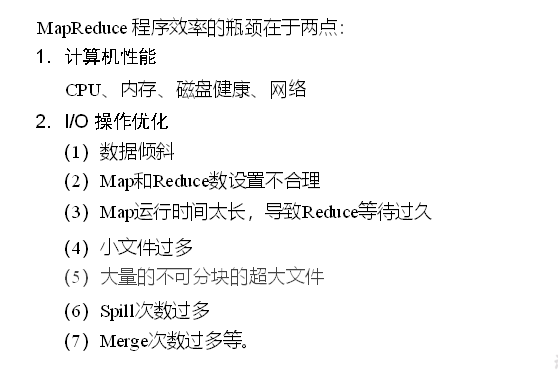 MapReduce 程序效率的瓶颈在于两点：
1. 计算机性能
CPU、内存、磁盘健康、网络
2. I/O 操作优化
(1) 数据倾斜
(2) Map和Reduce数设置不合理
(3) Map运行时间太长，导致Reduce等待过久
(4) 小文件过多
(5) 大量的不可分块的超大文件
(6) Spill次数过多
(7) Merge次数过多等。